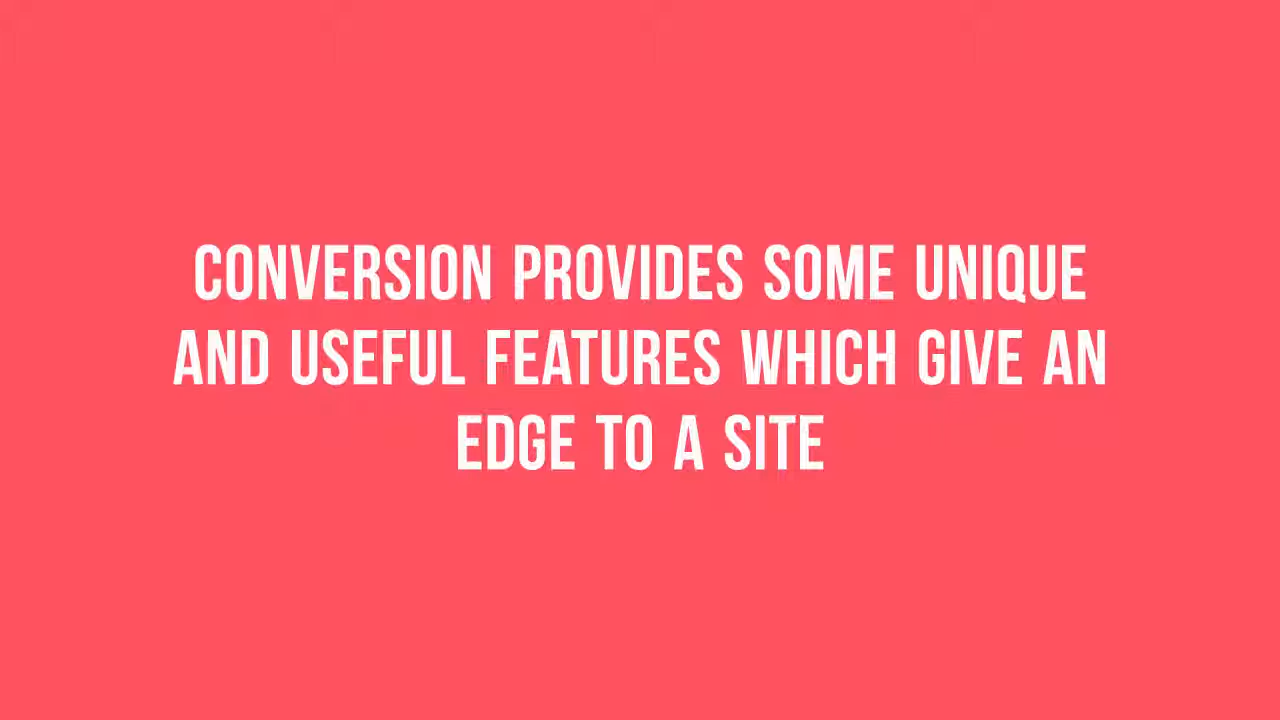 CONVERSION PROVIDES SOME UNIQUE
AND USEFUL FEATURES WHICH GIVE AN
EDGE TO A SITE